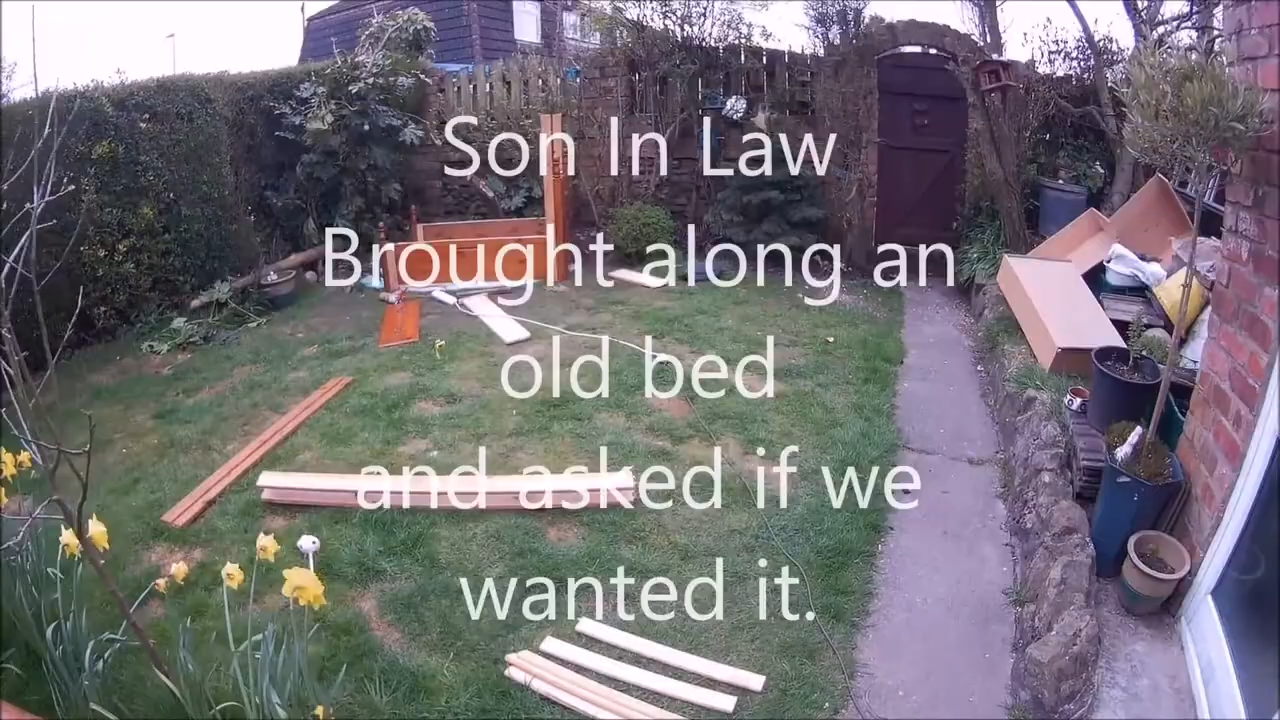 Son In Law
Brought along an
old bed
and asked if we
wanted it.